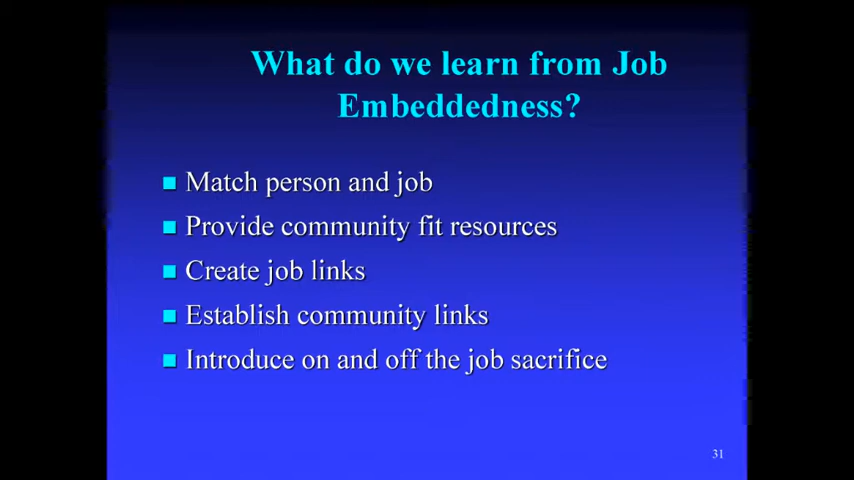 What do we learn from Job
Embeddedness?
Match person and job
Provide community fit resources
Create job links
Establish community links
Introduce on and off the job sacrifice
31